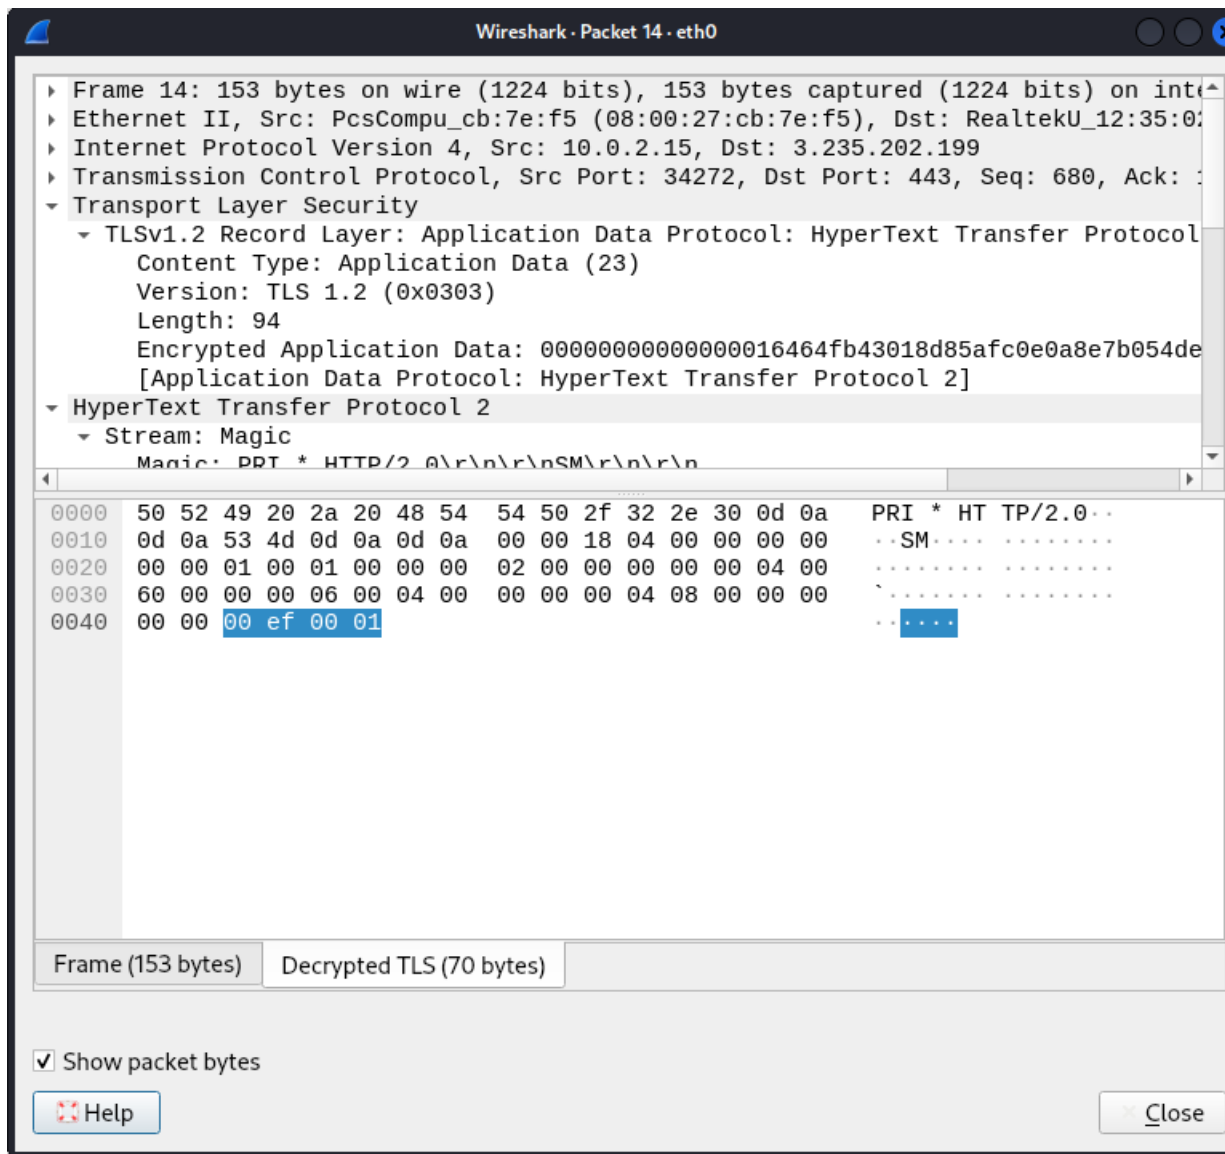 Wireshark · Packet 14 · eth0
Frame 14: 153 bytes on wire (1224 bits), 153 bytes captured (1224 bits) on inte
Ethernet II, Src: PcsCompu_cb:7e:f5 (08:00:27:cb:7e:f5), Dst: RealtekU_12:35:02
Internet Protocol Version 4, Src: 10.0.2.15, Dst: 3.235.202.199
Transmission Control Protocol, Src Port: 34272, Dst Port: 443, Seq: 680, Ack:
Transport Layer Security
TLSv1.2 Record Layer: Application Data Protocol: HyperText Transfer Protocol
Content Type: Application Data (23)
Version: TLS 1.2 (0x0303)
Length: 94
Encrypted Application Data: 00000000000000016464fb43018d85afc0e0a8e7b054de
[Application Data Protocol: HyperText Transfer Protocol 2]
HyperText Transfer Protocol 2
Stream: Magic
Magic: PRI * HTTP/2.0\r\n\r\nSM\r\n\r\n
0000 50 52 49 20 2a 20 48 54 54 50 2f 32 2e 30 0d 0a PRI * HT TP/2.0··
0010 0d 0a 53 4d 0d 0a 0d 0a 00 00 18 04 00 00 00 00 ··SM···· ········
0020 00 00 01 00 01 00 00 00 02 00 00 00 00 00 04 00 ········ ········
0030 60 00 00 00 06 00 04 00 00 00 00 04 08 00 00 00 `······· ········
0040 00 00 00 ef 00 01 ······
Frame (153 bytes) Decrypted TLS (70 bytes)
Show packet bytes
Help Close